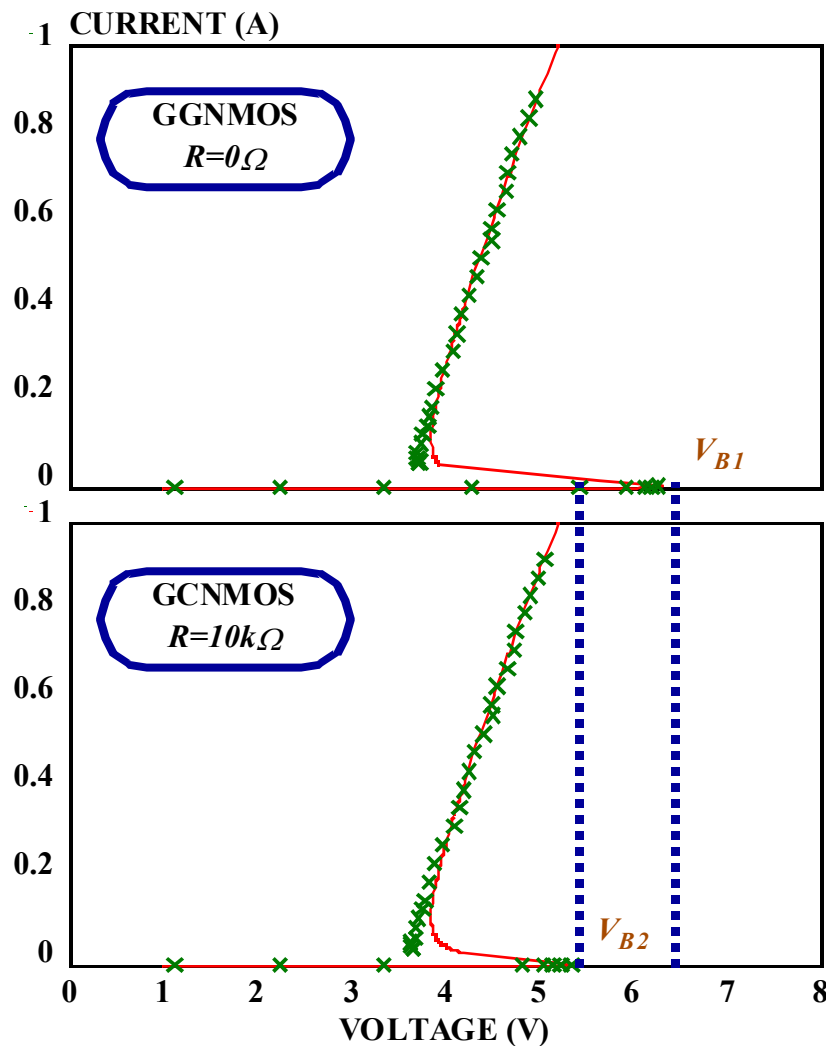 CURRENT (A)
1
GGNMOS
R=0Ω
0.8
0.6
0.4
0.2
0
V_B1
1
GCNMOS
R=10kΩ
0.8
0.6
0.4
0.2
0
V_B2
0 1 2 3 4 5 6 7 8
VOLTAGE (V)